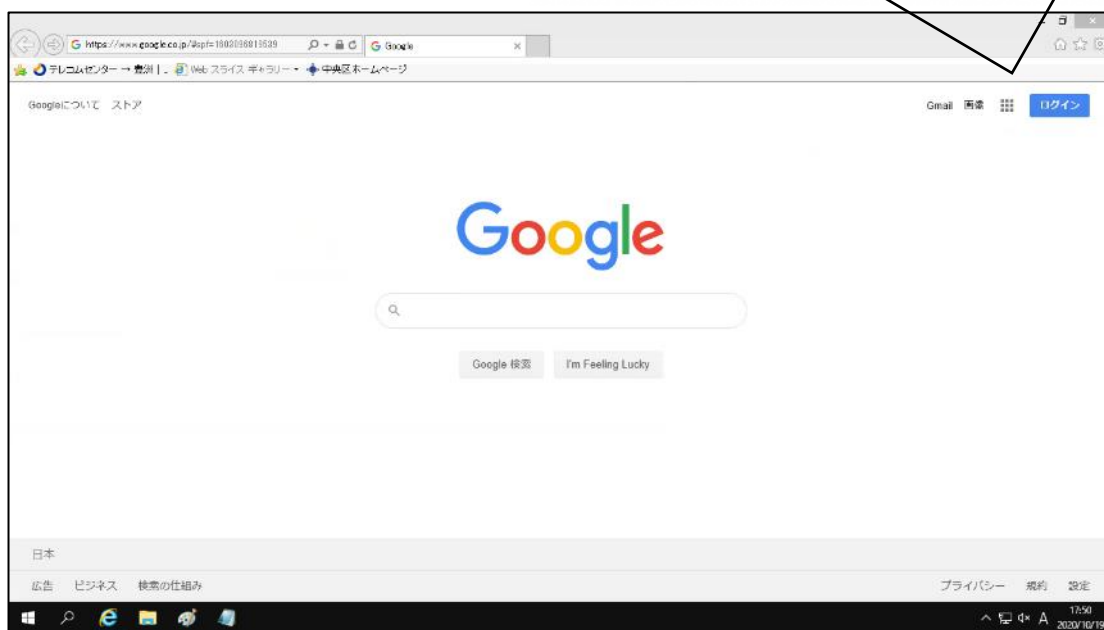 https://www.google.co.jp/#spf=1603096819539
Google
テレコムセンター → 豊洲 | . Web スライス ギャラリー 中央区ホームページ
Googleについて ストア
Gmail 画像 ログイン
Google
Google 検索 I'm Feeling Lucky
日本
広告 ビジネス 検索の仕組み
プライバシー 規約 設定
A 17:50
2020/10/19